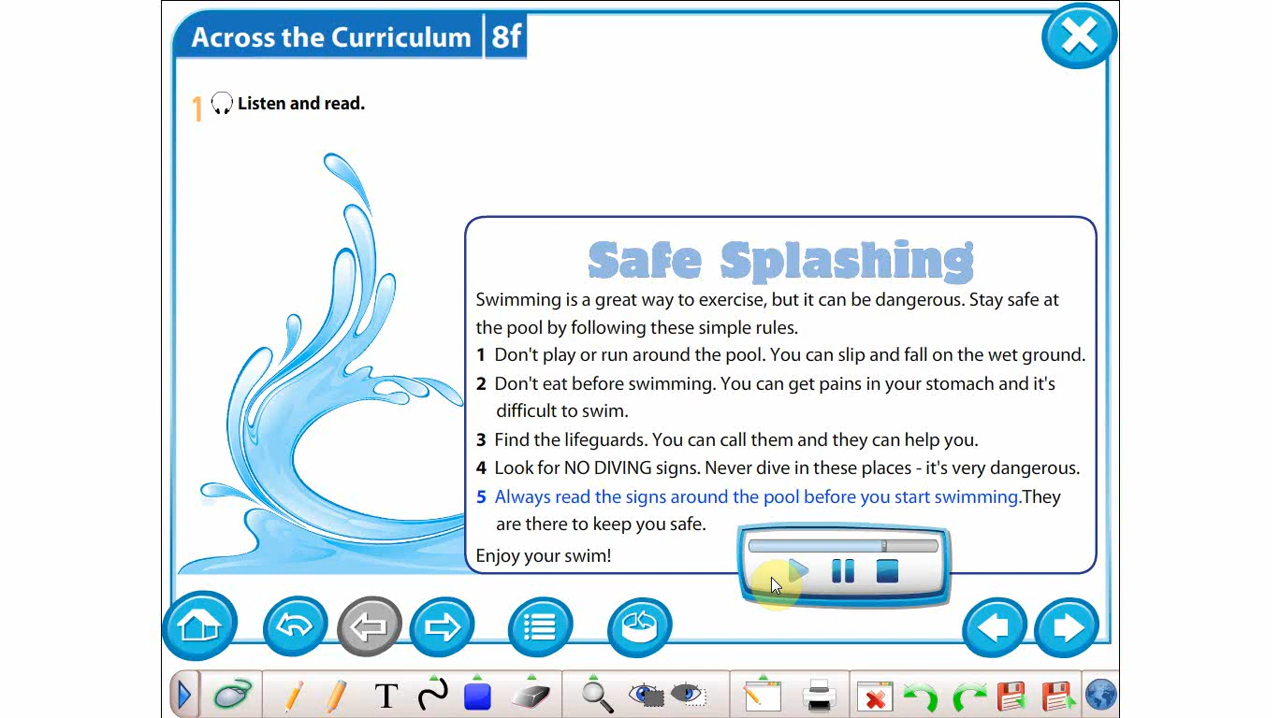 Across the Curriculum 8f
1 Listen and read.
Safe Splashing
Swimming is a great way to exercise, but it can be dangerous. Stay safe at
the pool by following these simple rules.
1 Don't play or run around the pool. You can slip and fall on the wet ground.
2 Don't eat before swimming. You can get pains in your stomach and it's
difficult to swim.
3 Find the lifeguards. You can call them and they can help you.
4 Look for NO DIVING signs. Never dive in these places - it's very dangerous.
5 Always read the signs around the pool before you start swimming.They
are there to keep you safe.
Enjoy your swim!
T